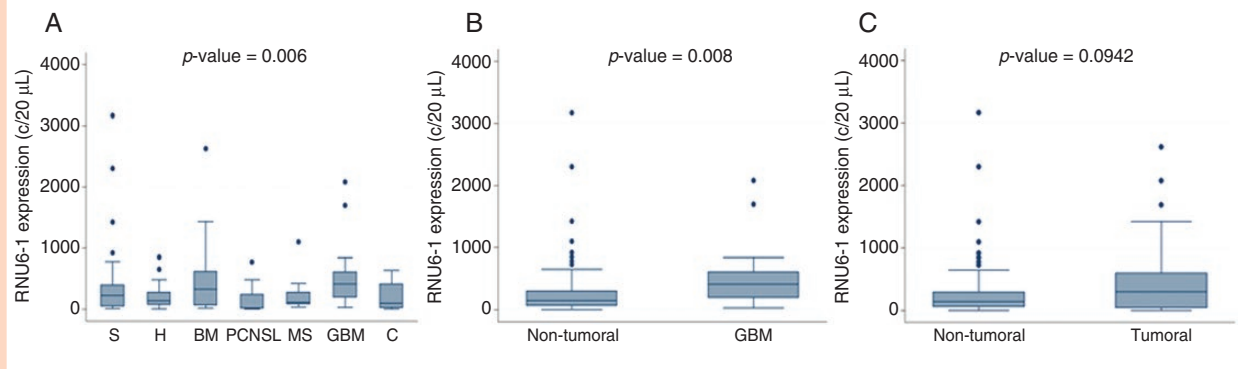 A
p-value = 0.006
RNU6-1 expression (c/20 μL)
4000
3000
2000
1000
0
S H BM PCNSL MS GBM C
B
p-value = 0.008
RNU6-1 expression (c/20 μL)
4000
3000
2000
1000
0
Non-tumoral GBM
C
p-value = 0.0942
RNU6-1 expression (c/20 μL)
4000
3000
2000
1000
0
Non-tumoral Tumoral